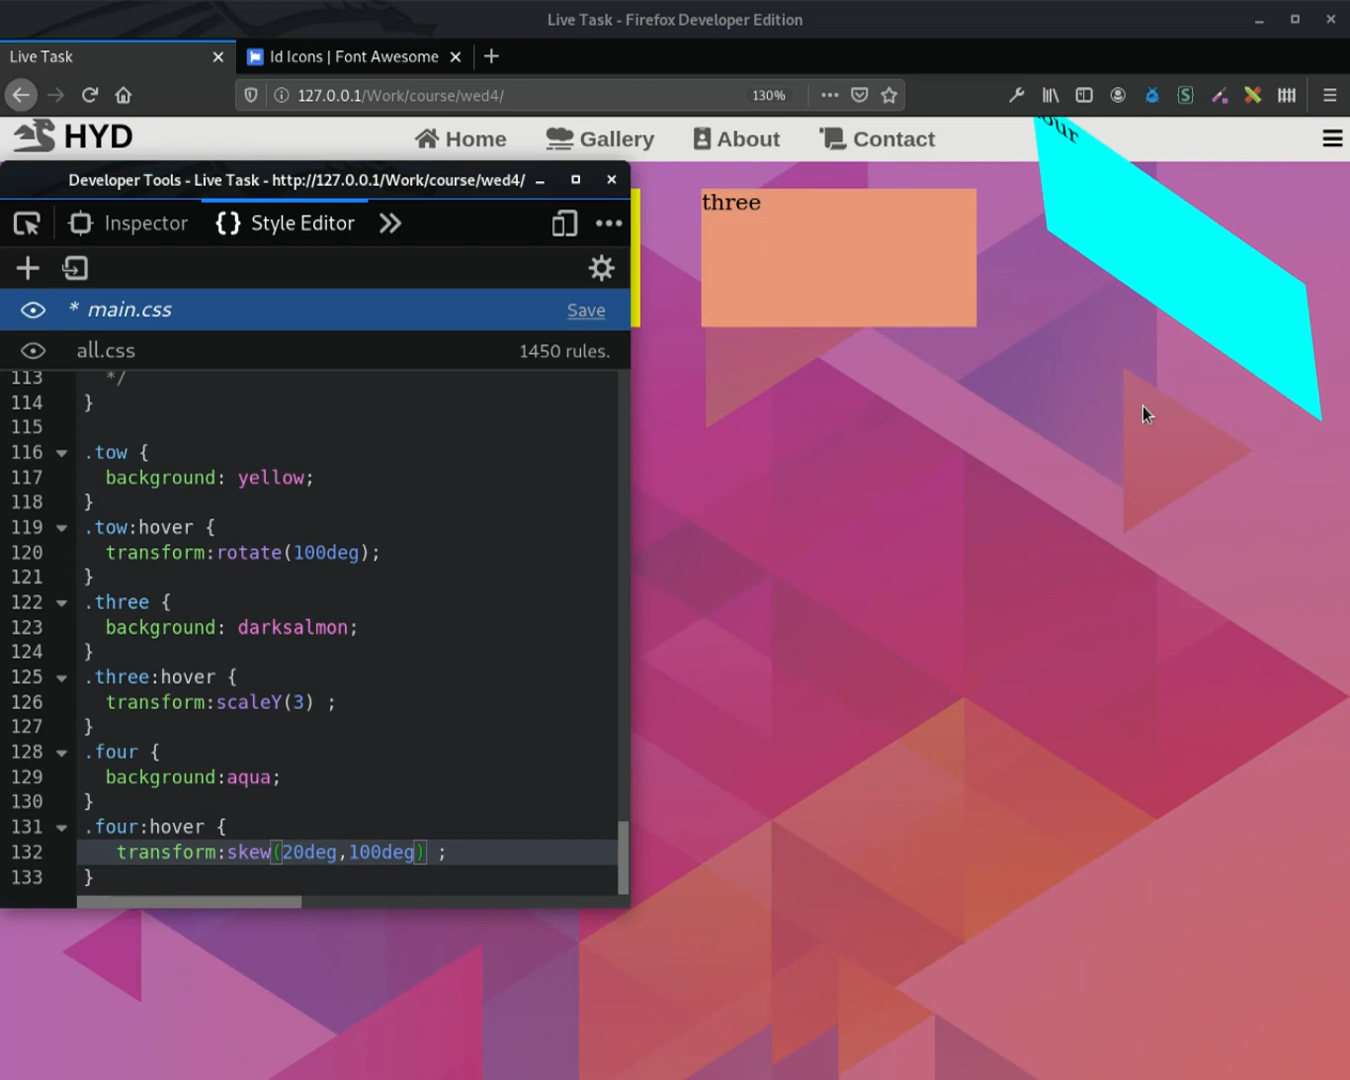 Live Task - Firefox Developer Edition
Live Task
Id Icons | Font Awesome
127.0.0.1/Work/course/wed4/
130%
HYD
Home
Gallery
About
Contact
our
Developer Tools - Live Task - http://127.0.0.1/Work/course/wed4/
three
Inspector
{} Style Editor
* main.css
Save
all.css
1450 rules.
113 */
114 }
115
116 .tow {
117 background: yellow;
118 }
119 .tow:hover {
120 transform:rotate(100deg);
121 }
122 .three {
123 background: darksalmon;
124 }
125 .three:hover {
126 transform:scaleY(3) ;
127 }
128 .four {
129 background:aqua;
130 }
131 .four:hover {
132 transform:skew(20deg,100deg) ;
133 }